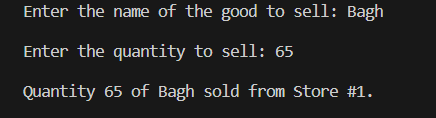 Enter the name of the good to sell: Bagh
Enter the quantity to sell: 65
Quantity 65 of Bagh sold from Store #1.